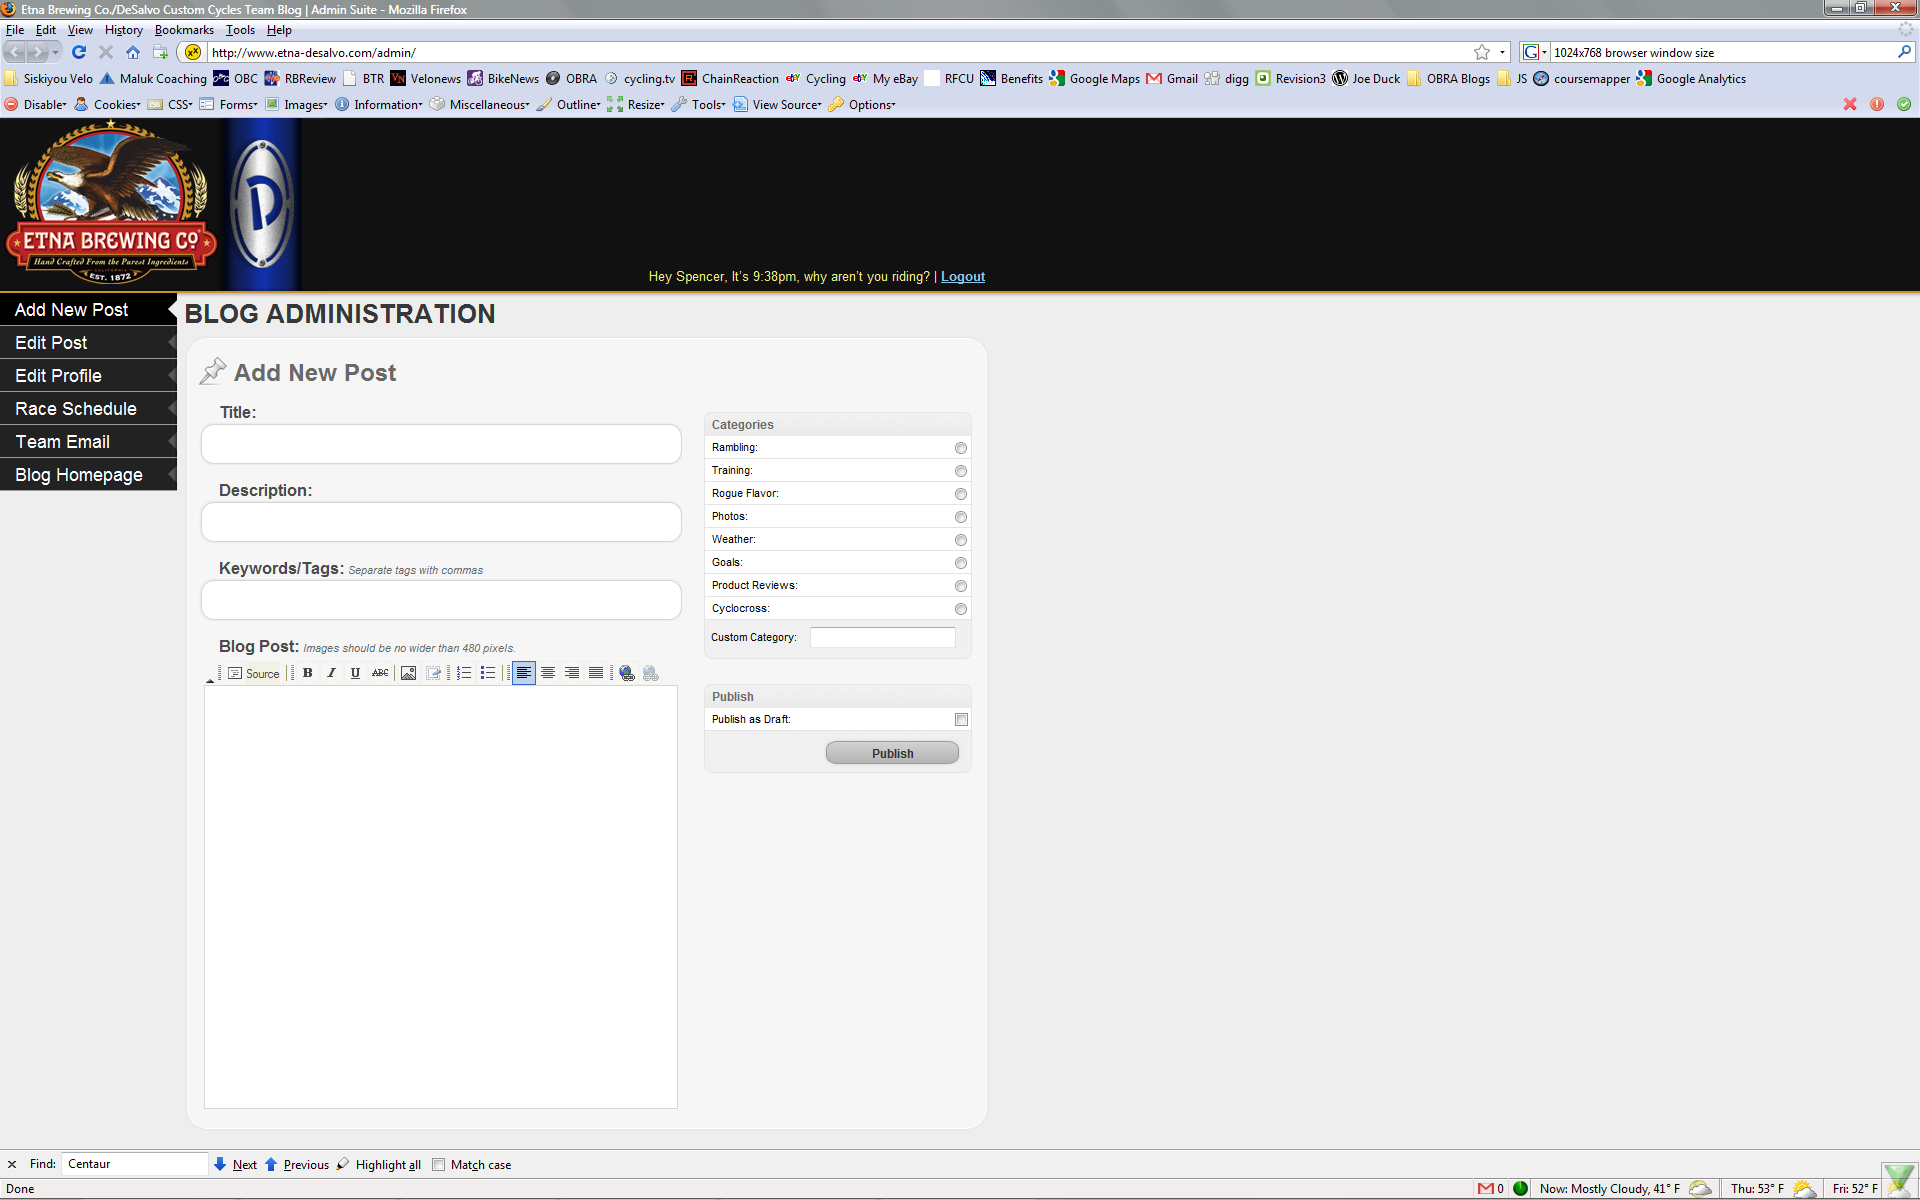 Etna Brewing Co./DeSalvo Custom Cycles Team Blog | Admin Suite - Mozilla Firefox
File Edit View History Bookmarks Tools Help
http://www.etna-desalvo.com/admin/ G 1024x768 browser window size
Siskiyou Velo Maluk Coaching OBC RBReview BTR VN Velonews BikeNews OBRA cycling.tv ChainReaction Cycling My eBay RFCU Benefits Google Maps Gmail digg Revision3 Joe Duck OBRA Blogs JS coursemapper Google Analytics
Disable Cookies CSS Forms Images Information Miscellaneous Outline Resize Tools View Source Options
D
ETNA BREWING CO
Hand Crafted From the Purest Ingredients
CALIFORNIA
EST. 1872
Hey Spencer, It's 9:38pm, why aren't you riding? | Logout
Add New Post
Edit Post
Edit Profile
Race Schedule
Team Email
Blog Homepage
BLOG ADMINISTRATION
Add New Post
Title:
Description:
Keywords/Tags: Separate tags with commas
Blog Post: Images should be no wider than 480 pixels.
Source B I U ABC
Categories
Rambling:
Training:
Rogue Flavor:
Photos:
Weather:
Goals:
Product Reviews:
Cyclocross:
Custom Category:
Publish
Publish as Draft:
Publish
Find: Centaur Next Previous Highlight all Match case
Done 0 Now: Mostly Cloudy, 41° F Thu: 53° F Fri: 52° F